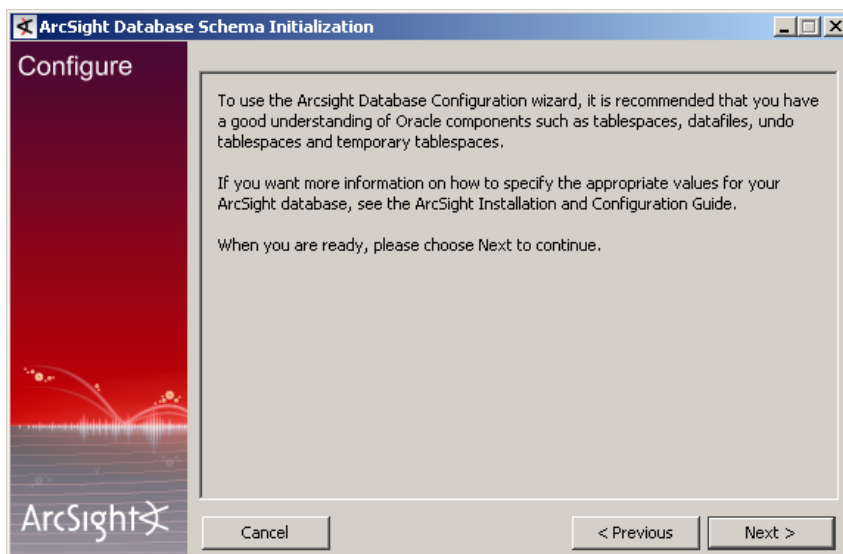 ArcSight Database Schema Initialization
Configure
To use the Arcsight Database Configuration wizard, it is recommended that you have
a good understanding of Oracle components such as tablespaces, datafiles, undo
tablespaces and temporary tablespaces.
If you want more information on how to specify the appropriate values for your
ArcSight database, see the ArcSight Installation and Configuration Guide.
When you are ready, please choose Next to continue.
ArcSight
Cancel
< Previous
Next >